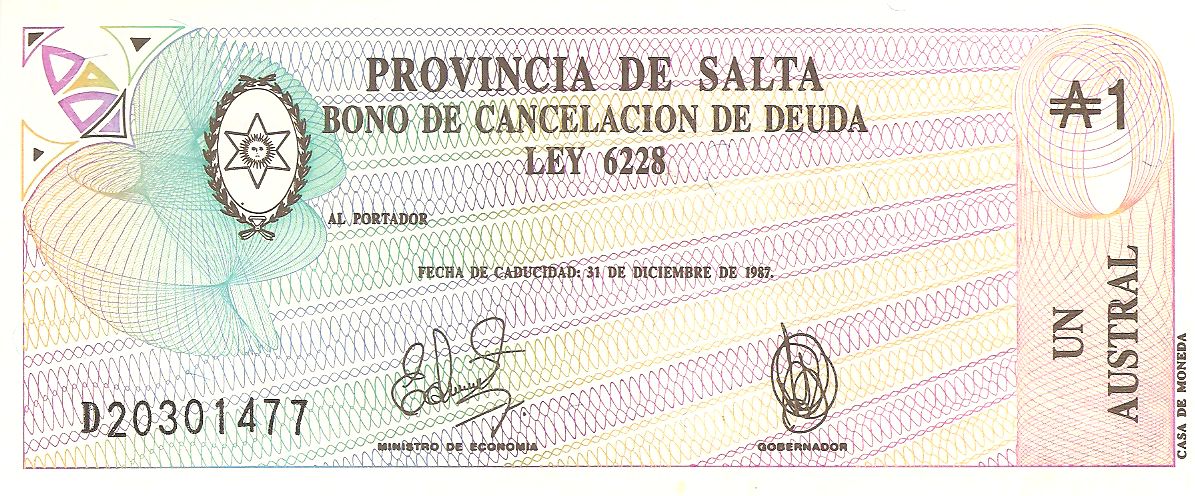 PROVINCIA DE SALTA
BONO DE CANCELACION DE DEUDA
LEY 6228
₳1
AL PORTADOR
FECHA DE CADUCIDAD: 31 DE DICIEMBRE DE 1987.
UN
AUSTRAL
D20301477
MINISTRO DE ECONOMIA
GOBERNADOR
CASA DE MONEDA